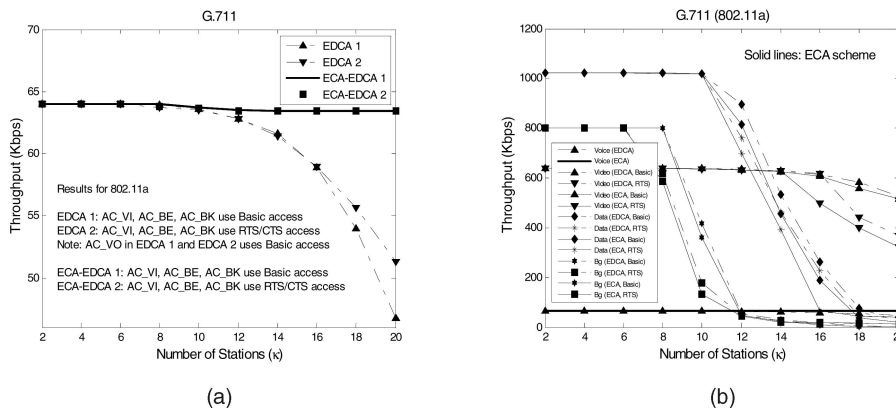 G.711
70
65
60
55
50
Throughput (Kbps)
EDCA 1
EDCA 2
ECA-EDCA 1
ECA-EDCA 2
Results for 802.11a
EDCA 1: AC_VI, AC_BE, AC_BK use Basic access
EDCA 2: AC_VI, AC_BE, AC_BK use RTS/CTS access
Note: AC_VO in EDCA 1 and EDCA 2 uses Basic access
ECA-EDCA 1: AC_VI, AC_BE, AC_BK use Basic access
ECA-EDCA 2: AC_VI, AC_BE, AC_BK use RTS/CTS access
2 4 6 8 10 12 14 16 18 20
Number of Stations (κ)
(a)
G.711 (802.11a)
Solid lines: ECA scheme
1200
1000
800
600
400
200
0
Throughput (Kbps)
Voice (EDCA)
Voice (ECA)
Video (EDCA, Basic)
Video (EDCA, RTS)
Video (ECA, Basic)
Video (ECA, RTS)
Data (EDCA, Basic)
Data (EDCA, RTS)
Data (ECA, Basic)
Data (ECA, RTS)
Bg (EDCA, Basic)
Bg (EDCA, RTS)
Bg (ECA, Basic)
Bg (ECA, RTS)
2 4 6 8 10 12 14 16 18
Number of Stations (κ)
(b)